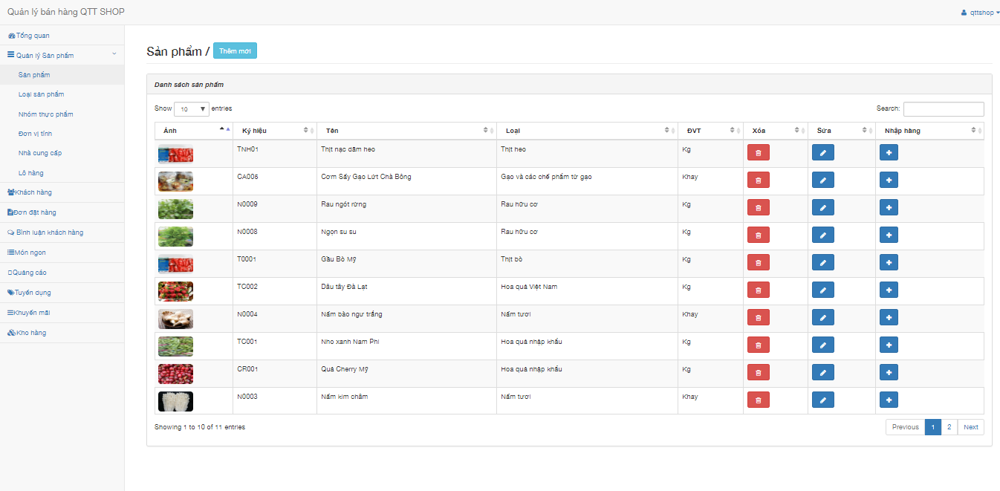 Quản lý bán hàng QTT SHOP
qttshop
Tổng quan
Quản lý Sản phẩm
Sản phẩm
Loại sản phẩm
Nhóm thực phẩm
Đơn vị tính
Nhà cung cấp
Lô hàng
Khách hàng
Đơn đặt hàng
Bình luận khách hàng
Món ngon
Quảng cáo
Tuyển dụng
Khuyến mãi
Kho hàng
Sản phẩm / Thêm mới
Danh sách sản phẩm
Show 10 entries Search:
Ảnh Ký hiệu Tên Loại ĐVT Xóa Sửa Nhập hàng
TNH01 Thịt nạc dăm heo Thịt heo Kg
CA006 Cơm Sấy Gạo Lứt Chà Bông Gạo và các chế phẩm từ gạo Khay
N0009 Rau ngót rừng Rau hữu cơ Kg
N0008 Ngọn su su Rau hữu cơ Kg
T0001 Gầu Bò Mỹ Thịt bò Kg
TC002 Dâu tây Đà Lạt Hoa quả Việt Nam Kg
N0004 Nấm bào ngư trắng Nấm tươi Khay
TC001 Nho xanh Nam Phi Hoa quả nhập khẩu Kg
CR001 Quả Cherry Mỹ Hoa quả nhập khẩu Kg
N0003 Nấm kim châm Nấm tươi Khay
Showing 1 to 10 of 11 entries
Previous 1 2 Next